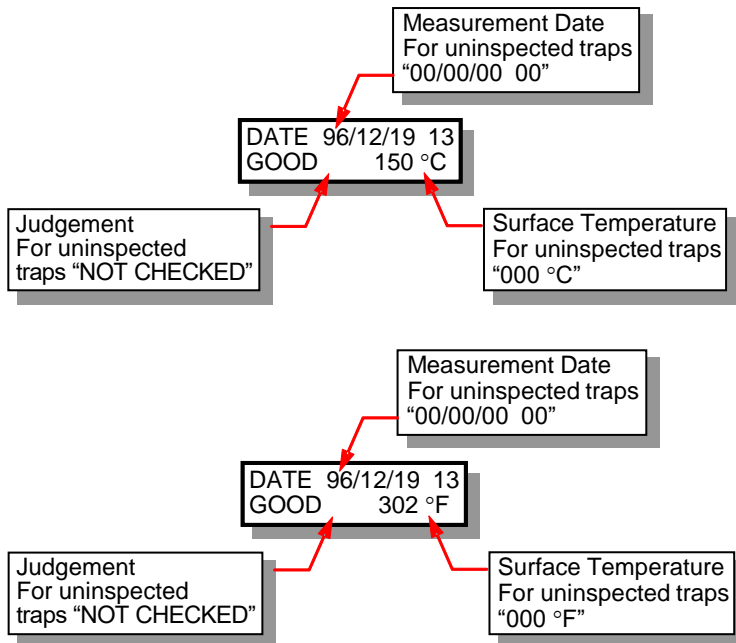 Measurement Date
For uninspected traps
“00/00/00  00”
DATE  96/12/19  13
GOOD  150 °C
Judgement
For uninspected
traps “NOT CHECKED”
Surface Temperature
For uninspected traps
“000 °C”
Measurement Date
For uninspected traps
“00/00/00  00”
DATE  96/12/19  13
GOOD  302 °F
Judgement
For uninspected
traps “NOT CHECKED”
Surface Temperature
For uninspected traps
“000 °F”